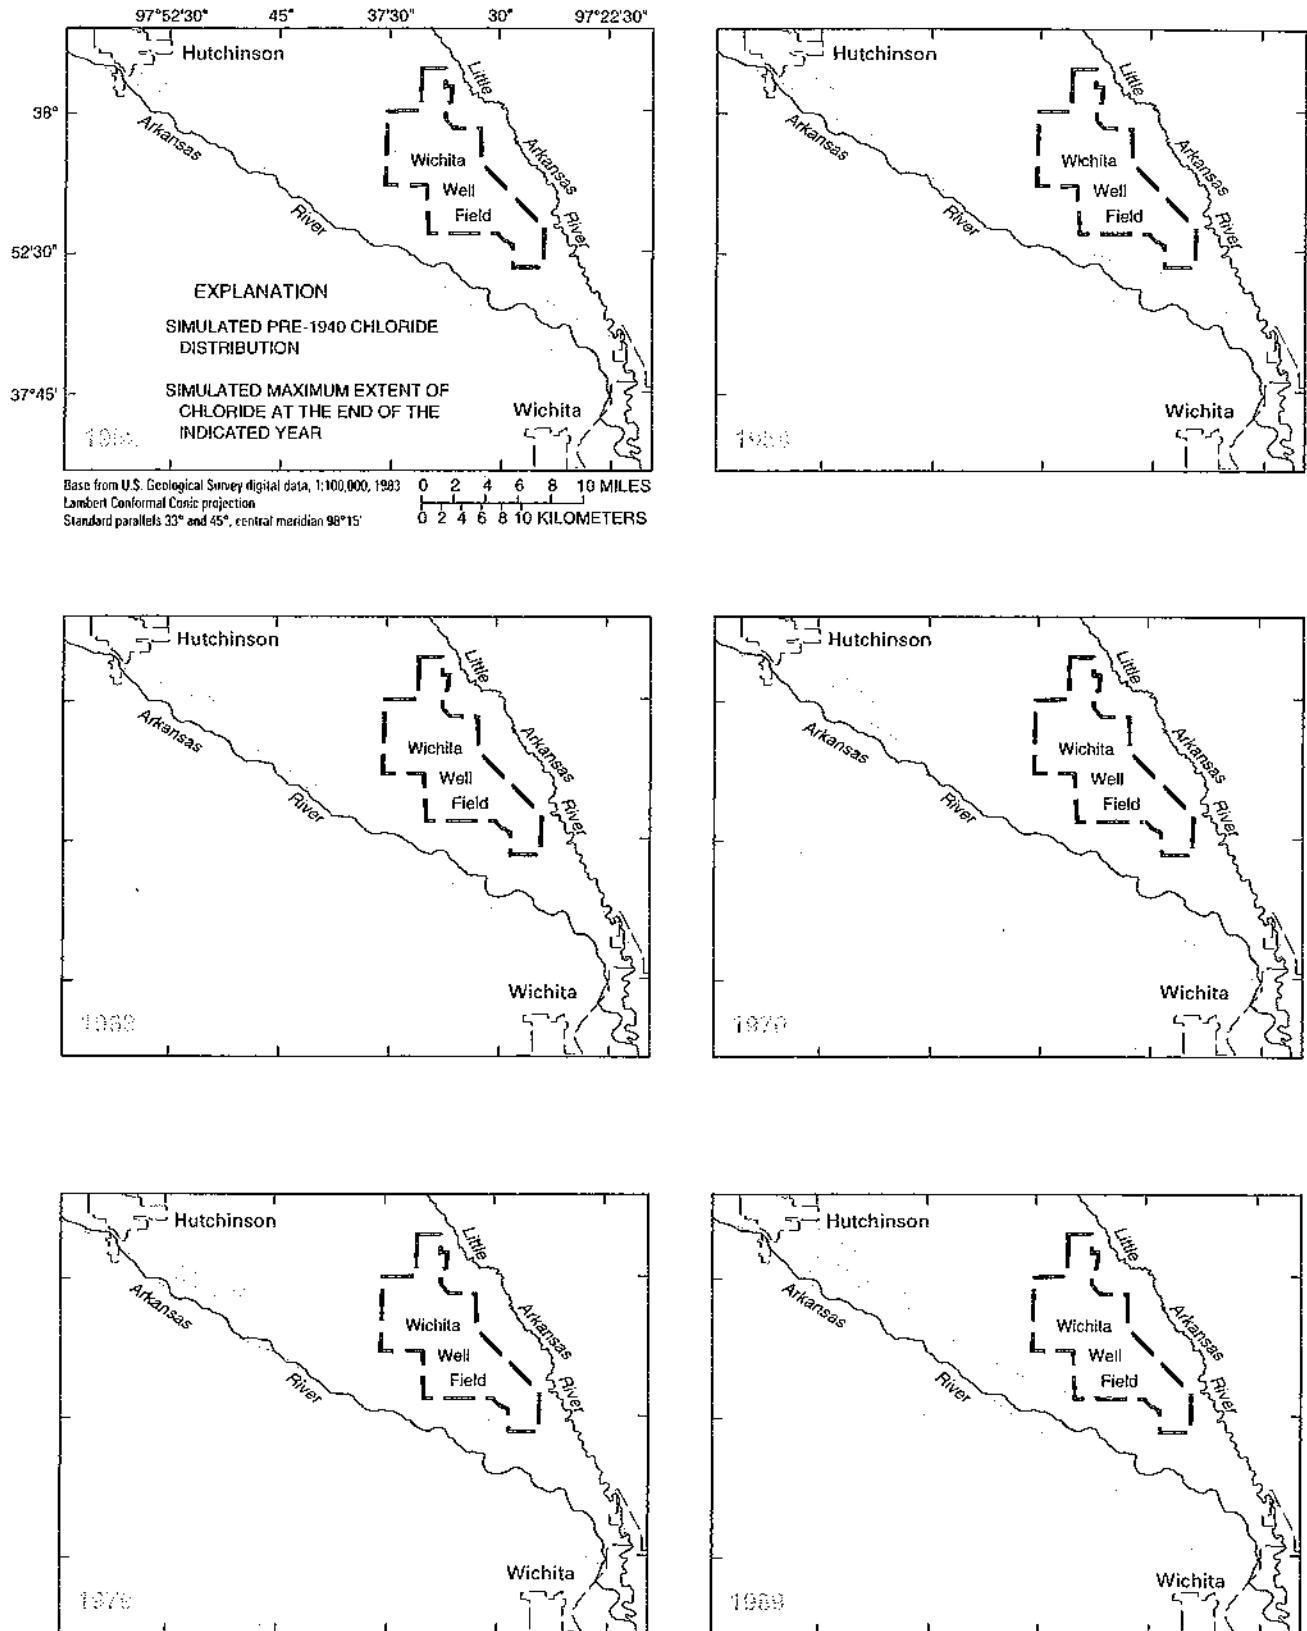 97°52'30" 45° 37'30" 30° 97°22'30"
Hutchinson
Little
38°
Arkansas
Arkansas
Wichita
Well
River
Field
River
52'30"
EXPLANATION
SIMULATED PRE-1940 CHLORIDE
DISTRIBUTION
SIMULATED MAXIMUM EXTENT OF
CHLORIDE AT THE END OF THE
INDICATED YEAR
37°45'
Wichita
Base from U.S. Geological Survey digital data, 1:100,000, 1983
Lambert Conformal Conic projection
Standard parallels 33° and 45°, central meridian 98°15'
0 2 4 6 8 10 MILES
0 2 4 6 8 10 KILOMETERS
Hutchinson
Little
Arkansas
Arkansas
Wichita
Well
River
Field
River
Wichita
Hutchinson
Little
Arkansas
Arkansas
Wichita
Well
River
Field
River
Wichita
Hutchinson
Little
Arkansas
Arkansas
Wichita
Well
River
Field
River
Wichita
1970
Hutchinson
Little
Arkansas
Arkansas
Wichita
Well
River
Field
River
Wichita
Hutchinson
Little
Arkansas
Arkansas
Wichita
Well
River
Field
River
Wichita
1989